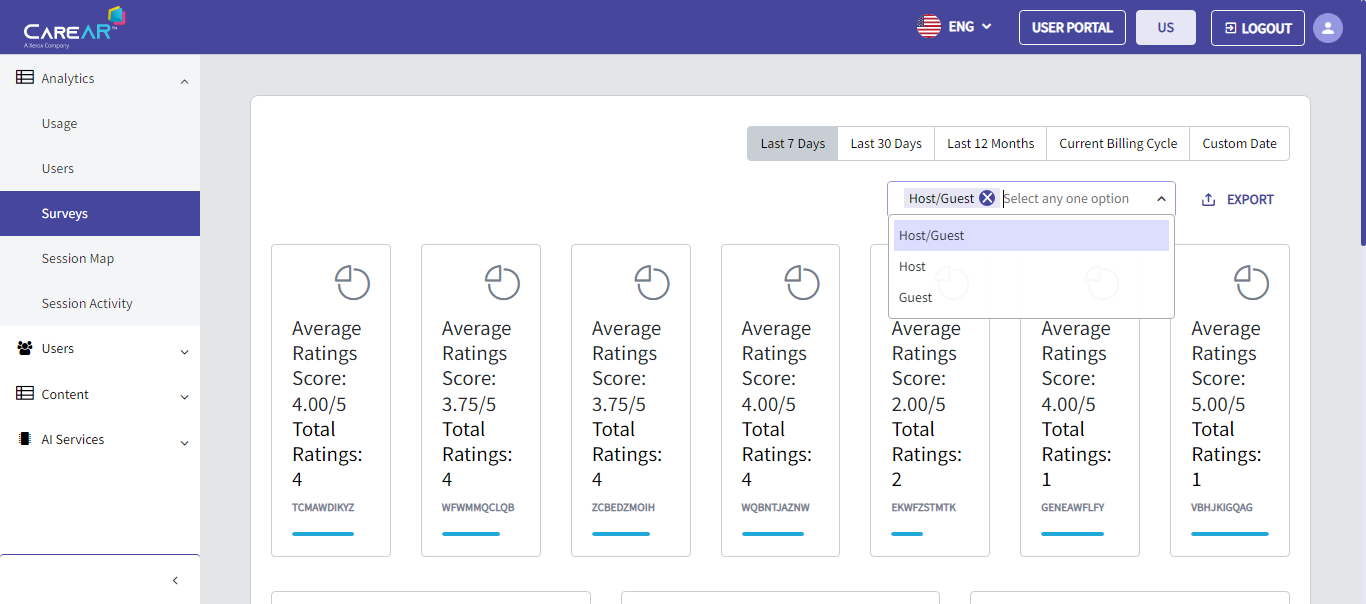 CAREAR™
A Xerox Company
ENG
USER PORTAL
US
LOGOUT
Analytics
Usage
Users
Surveys
Session Map
Session Activity
Users
Content
AI Services
Last 7 Days
Last 30 Days
Last 12 Months
Current Billing Cycle
Custom Date
Host/Guest
Select any one option
EXPORT
Host/Guest
Host
Guest
Average
Ratings
Score:
4.00/5
Total
Ratings:
4
TCMAWDIKYZ
Average
Ratings
Score:
3.75/5
Total
Ratings:
4
WFWMMQCLQB
Average
Ratings
Score:
3.75/5
Total
Ratings:
4
ZCBEDZMOIH
Average
Ratings
Score:
4.00/5
Total
Ratings:
4
WQBNTJAZNW
Average
Ratings
Score:
2.00/5
Total
Ratings:
2
EKWFZSTMTK
Average
Ratings
Score:
4.00/5
Total
Ratings:
1
GENEAWFLFY
Average
Ratings
Score:
5.00/5
Total
Ratings:
1
VBHJKIGQAG